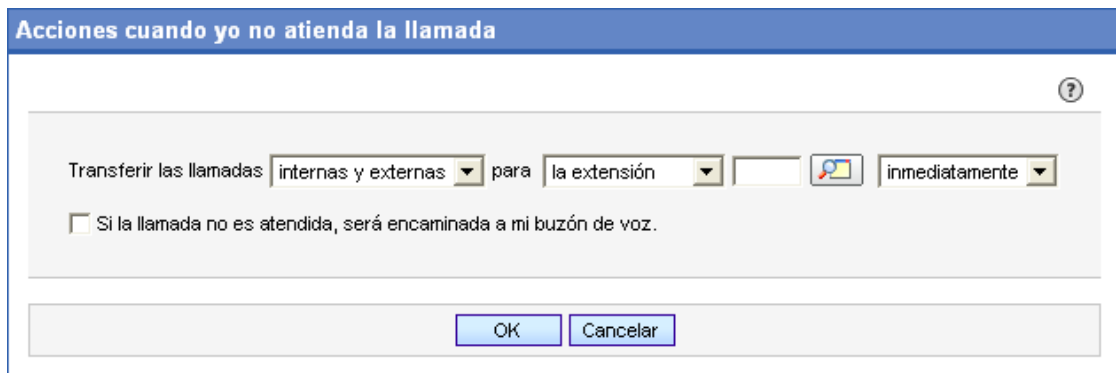 Acciones cuando yo no atienda la llamada
?
Transferir las llamadas internas y externas para la extensión inmediatamente
Si la llamada no es atendida, será encaminada a mi buzón de voz.
OK Cancelar